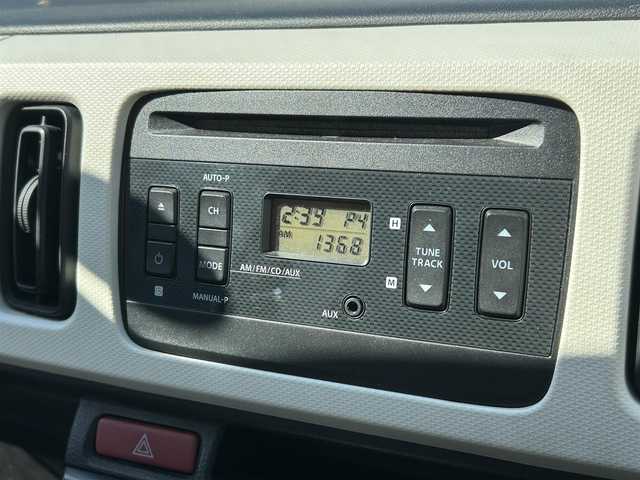 AUTO-P
CH
MODE
MANUAL-P
2:39 P4
AM 1368
AM/FM/CD/AUX
AUX
H
M
TUNE
TRACK
VOL